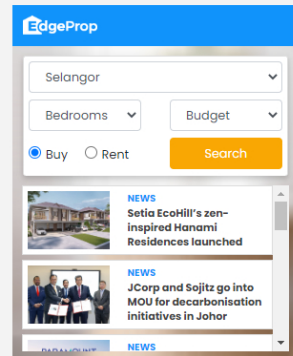 EdgeProp
Selangor
Bedrooms
Budget
Buy
Rent
Search
NEWS
Setia EcoHill's zen-
inspired Hanami
Residences launched
NEWS
JCorp and Sojitz go into
MOU for decarbonisation
initiatives in Johor
PARAMOUNT
NEWS